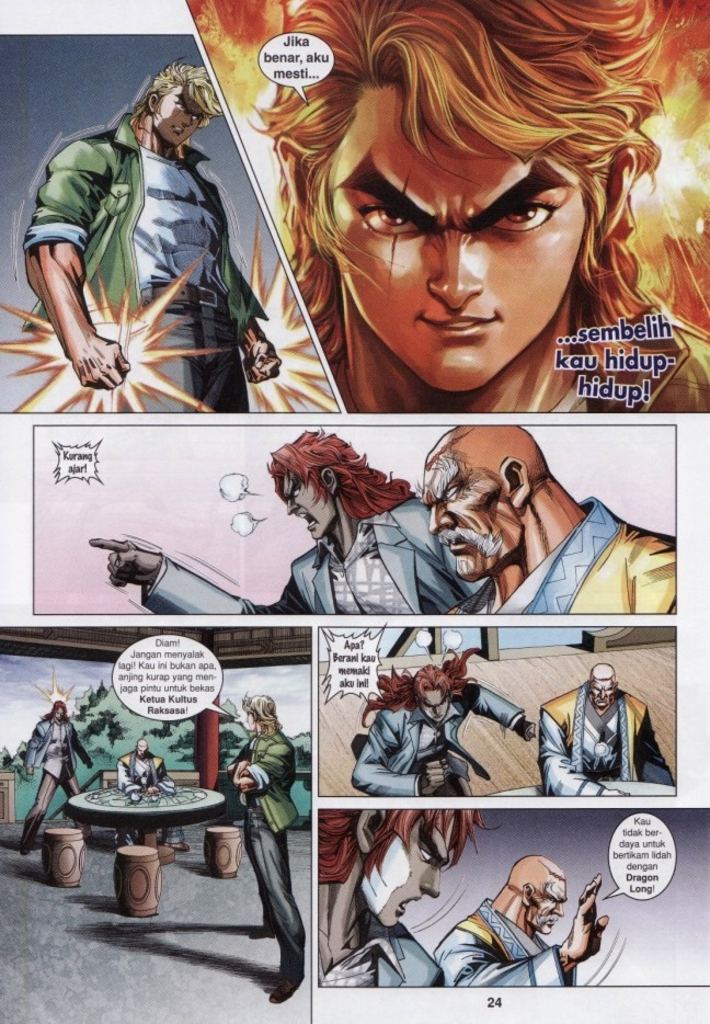 Jika
benar, aku
mesti...
...sembelih
kau hidup-
hidup!
Kurang
ajar!
Diam!
Jangan menyalak
lagi! Kau ini bukan apa,
anjing kurap yang men-
jaga pintu untuk bekas
Ketua Kultus
Raksasa!
Apa?
Berani kau
memaki
aku ini!
Kau
tidak ber-
daya untuk
bertikam lidah
dengan
Dragon
Long!
24